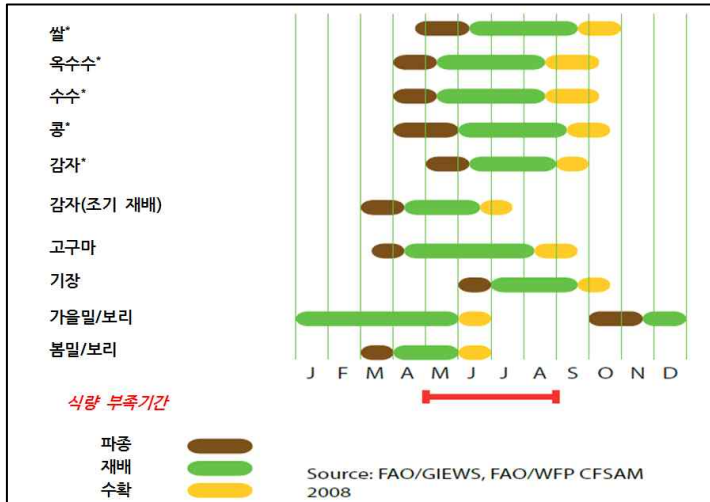 쌀*
옥수수*
수수*
콩*
감자*
감자(조기 재배)
고구마
기장
가을밀/보리
봄밀/보리
J F M A M J J A S O N D
식량 부족기간
파종
재배
수확
Source: FAO/GIEWS, FAO/WFP CFSAM
2008